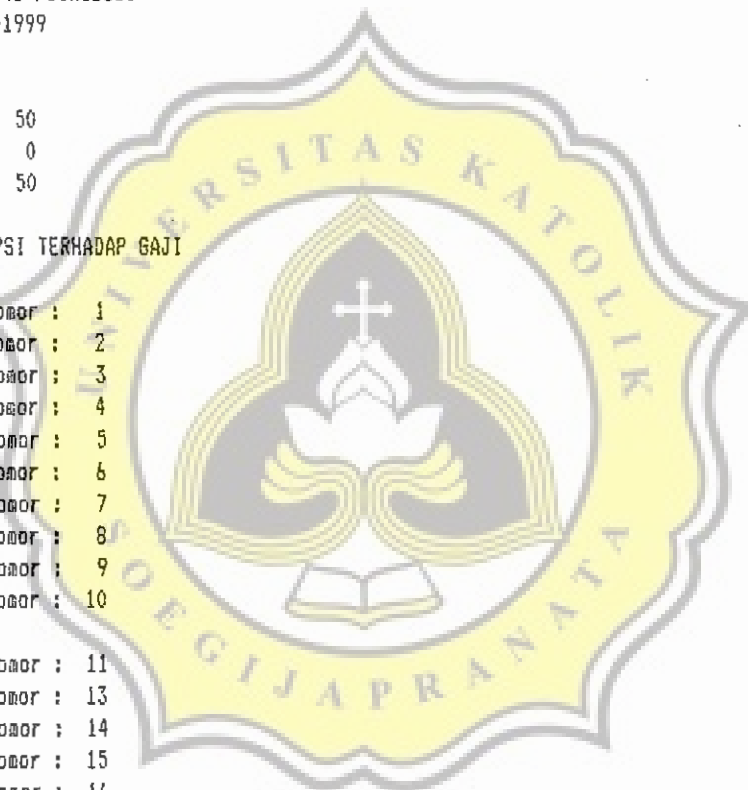 1999
50
0
50
PSI TERHADAP GAJI
omor : 1
omor : 2
omor : 3
omor : 4
omor : 5
omor : 6
omor : 7
omor : 8
omor : 9
omor : 10
omor : 11
omor : 13
omor : 14
omor : 15
UNIVERSITAS KATOLIK
SOEGIJAPRANATA